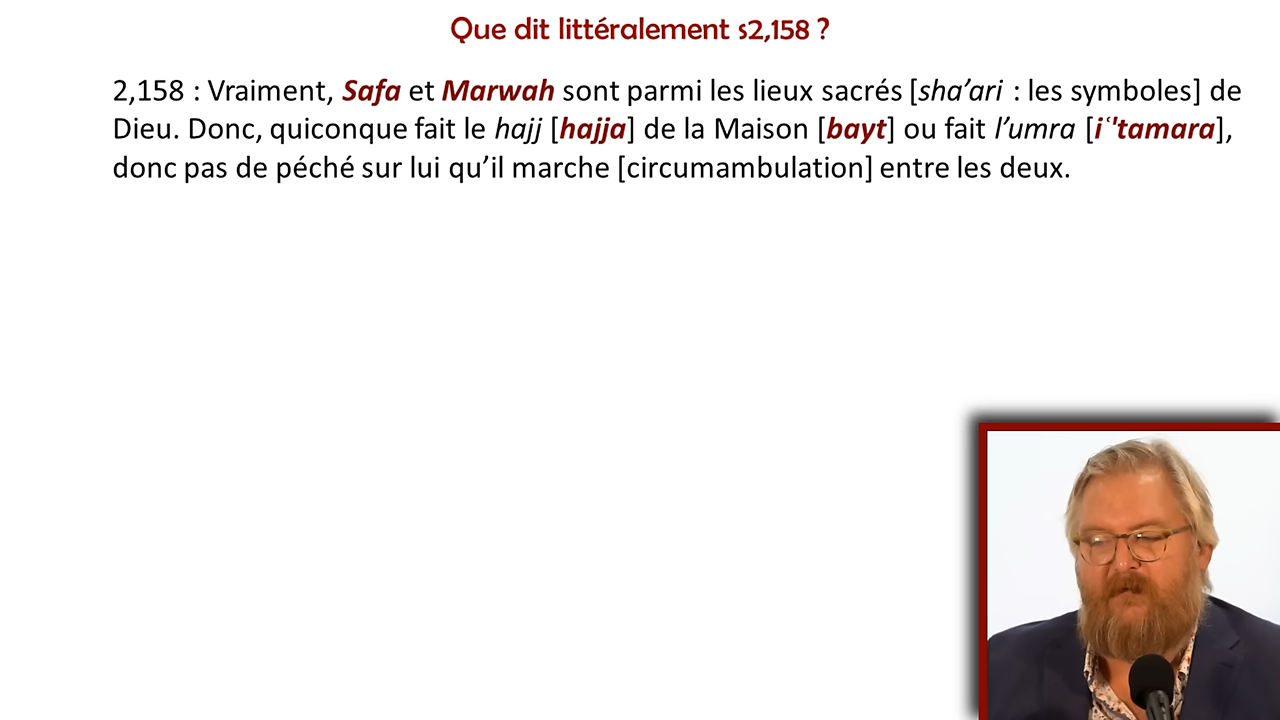 Que dit littéralement s2,158 ?
2,158 : Vraiment, Safa et Marwah sont parmi les lieux sacrés [sha’ari : les symboles] de
Dieu. Donc, quiconque fait le hajj [hajja] de la Maison [bayt] ou fait l’umra [iʿ'tamara],
donc pas de péché sur lui qu’il marche [circumambulation] entre les deux.